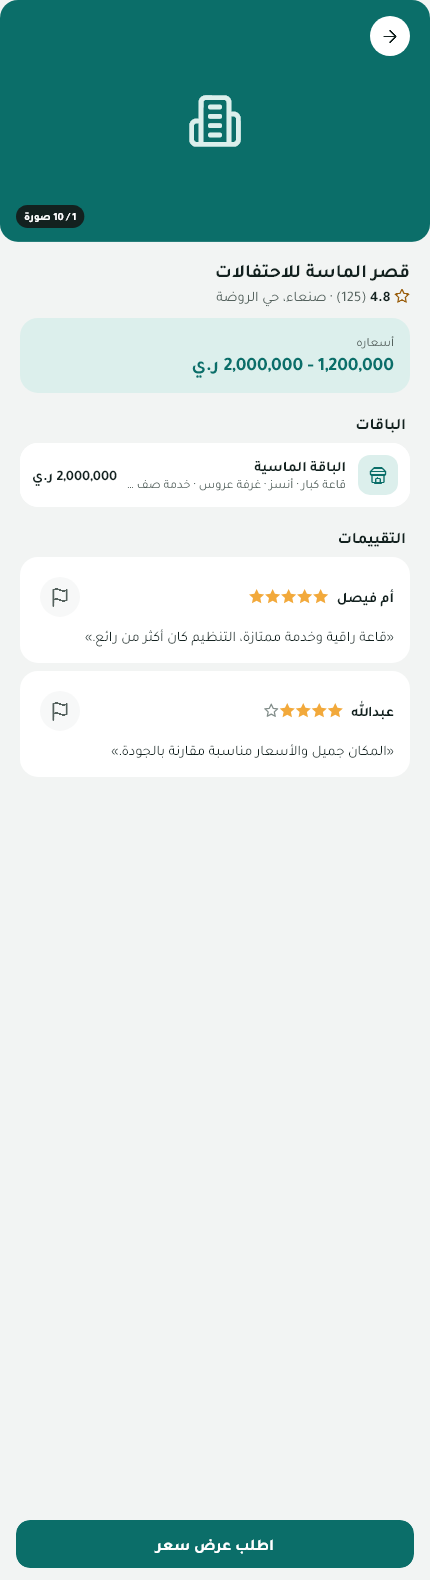 1 / 10 صورة
قصر الماسة للاحتفالات
4.8 (125) · صنعاء، حي الروضة
أسعاره
1,200,000 - 2,000,000 ر.ي
الباقات
الباقة الماسية
قاعة كبار · أنسز · غرفة عروس · خدمة صف ...
2,000,000 ر.ي
التقييمات
أم فيصل
«قاعة راقية وخدمة ممتازة، التنظيم كان أكثر من رائع.»
عبدالله
«المكان جميل والأسعار مناسبة مقارنة بالجودة.»
اطلب عرض سعر